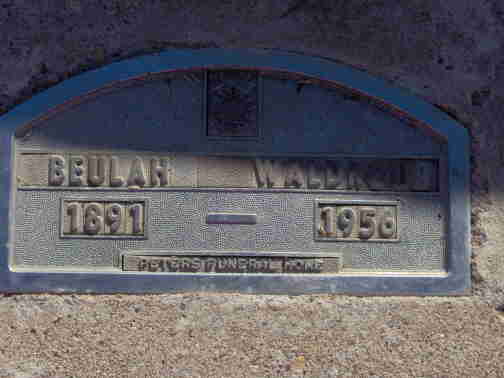 BEULAH
1891 — 1956
PETERS FUNERAL HOME